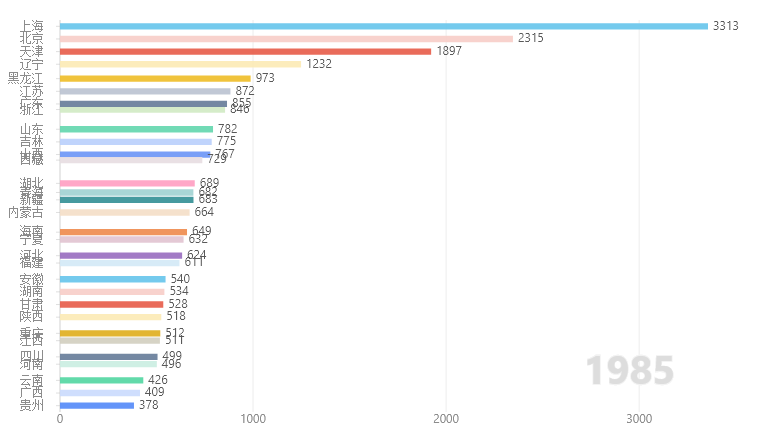 上海 3313
北京 2315
天津 1897
辽宁 1232
黑龙江 973
江苏 872
广东 855
浙江 846
山东 782
吉林 775
山西 767
西藏 729
湖北 689
青海 682
新疆 683
内蒙古 664
海南 649
宁夏 632
河北 624
福建 611
安徽 540
湖南 534
甘肃 528
陕西 518
重庆 512
江西 511
四川 499
河南 496
云南 426
广西 409
贵州 378
1985
0 1000 2000 3000